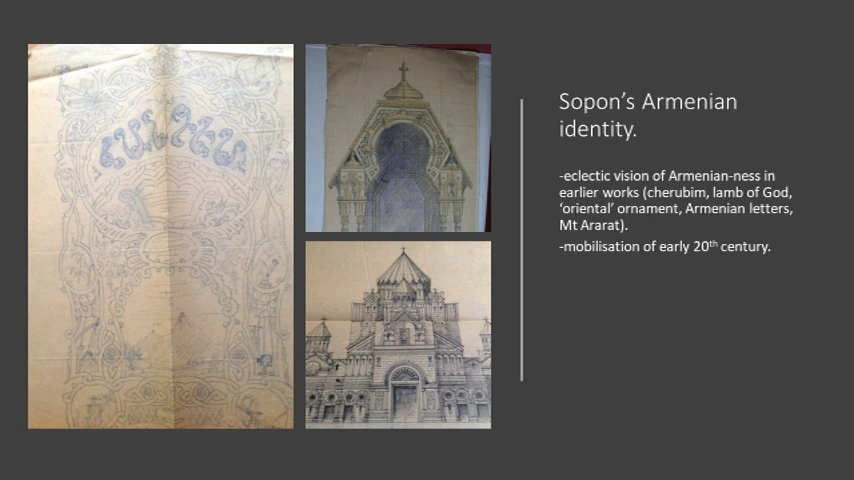 Sopon's Armenian
identity.
-eclectic vision of Armenian-ness in
earlier works (cherubim, lamb of God,
'oriental' ornament, Armenian letters,
Mt Ararat).
-mobilisation of early 20th century.